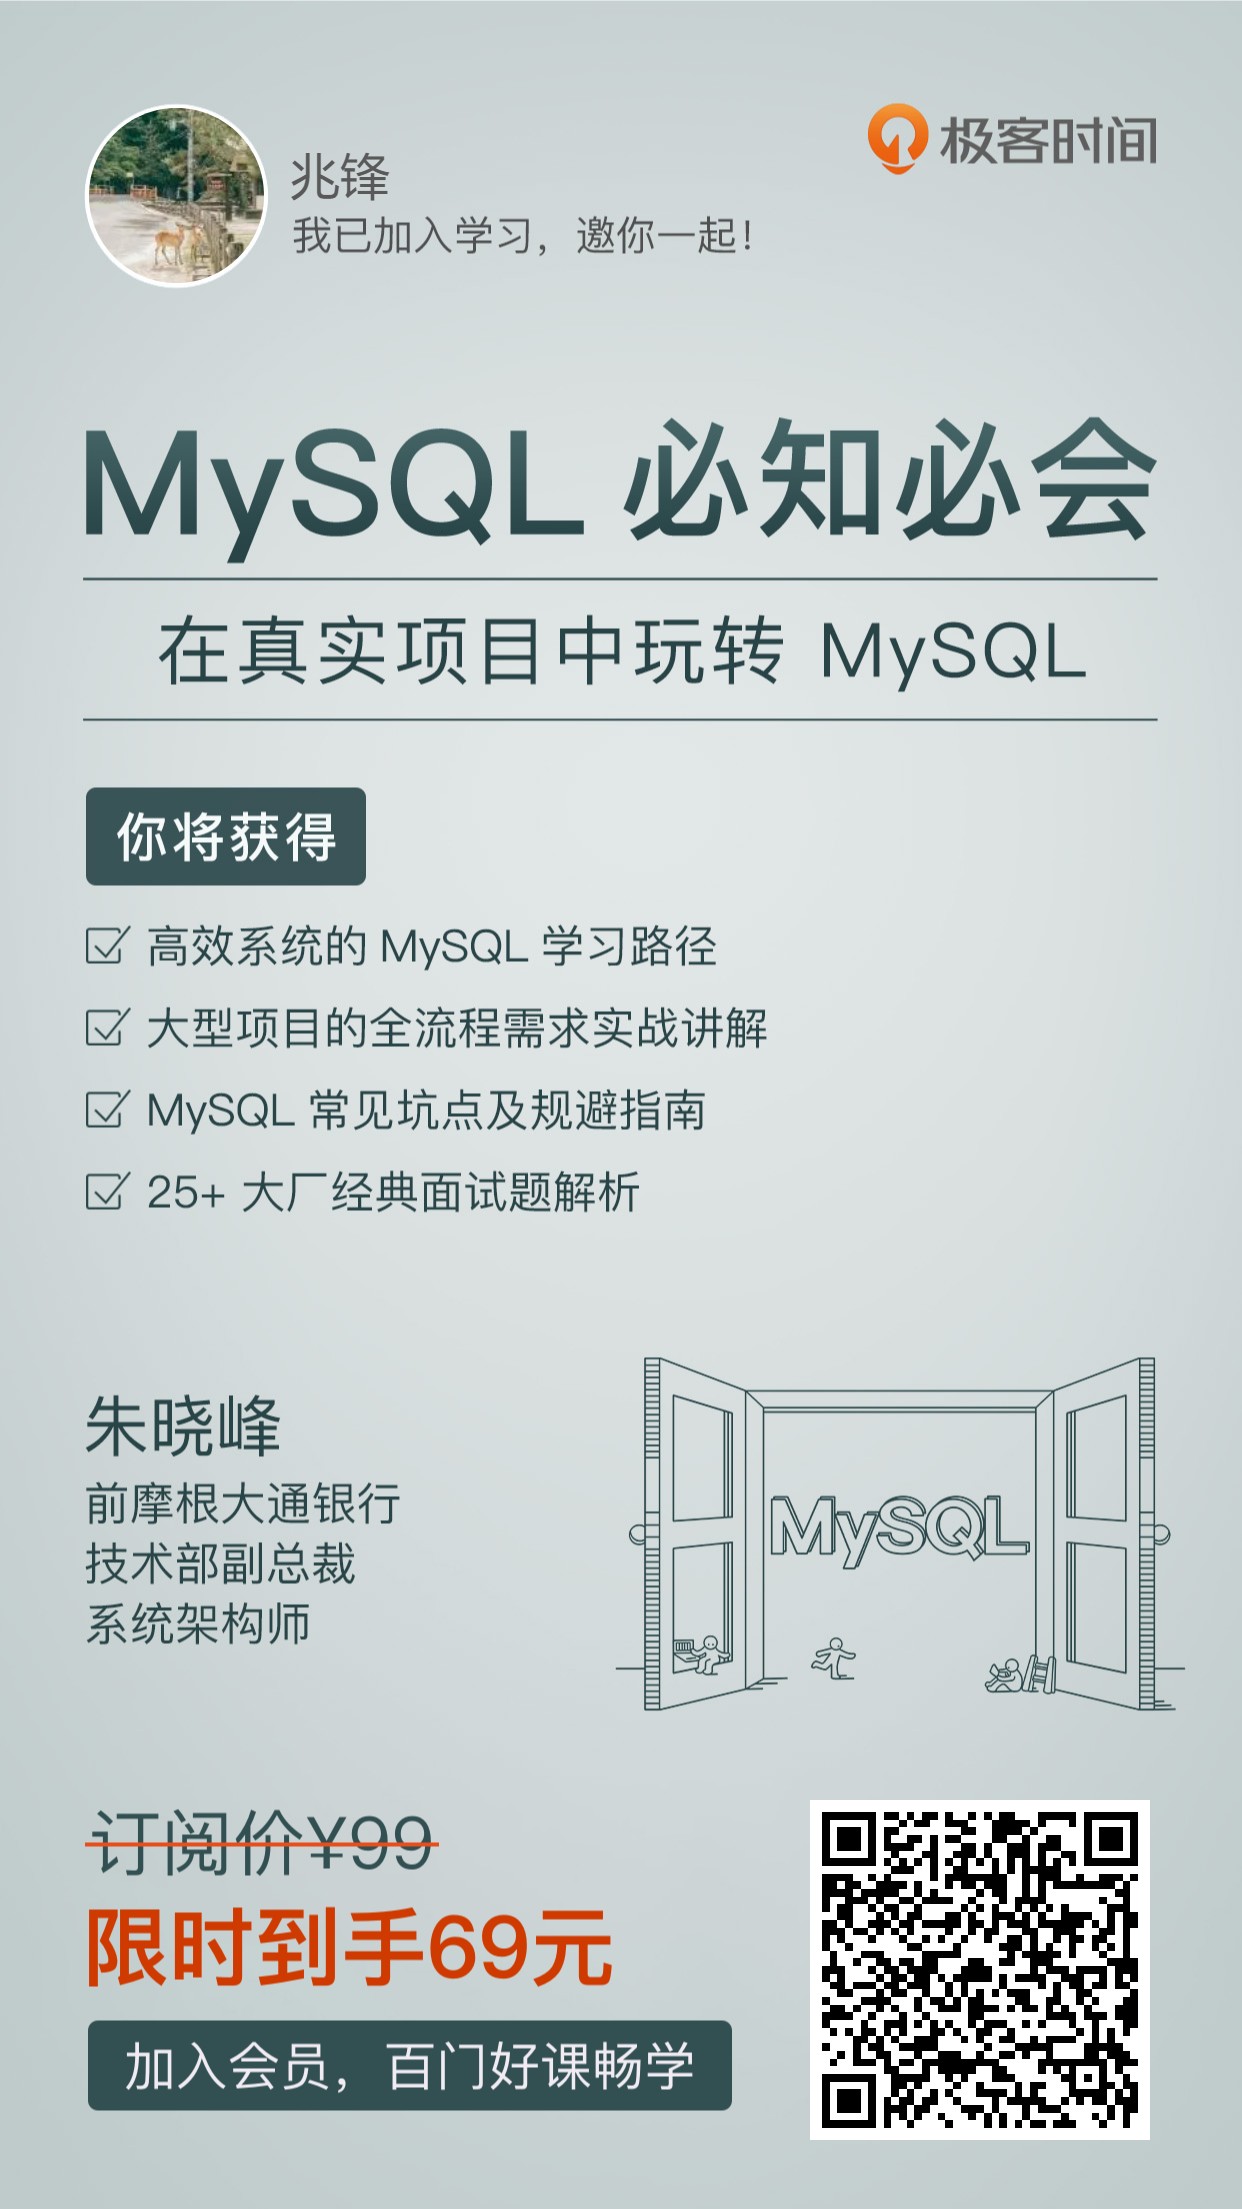 兆锋
我已加入学习，邀你一起！
极客时间
MySQL 必知必会
在真实项目中玩转 MySQL
你将获得
高效系统的 MySQL 学习路径
大型项目的全流程需求实战讲解
MySQL 常见坑点及规避指南
25+ 大厂经典面试题解析
朱晓峰
前摩根大通银行
技术部副总裁
系统架构师
MySQL
订阅价¥99
限时到手69元
加入会员，百门好课畅学